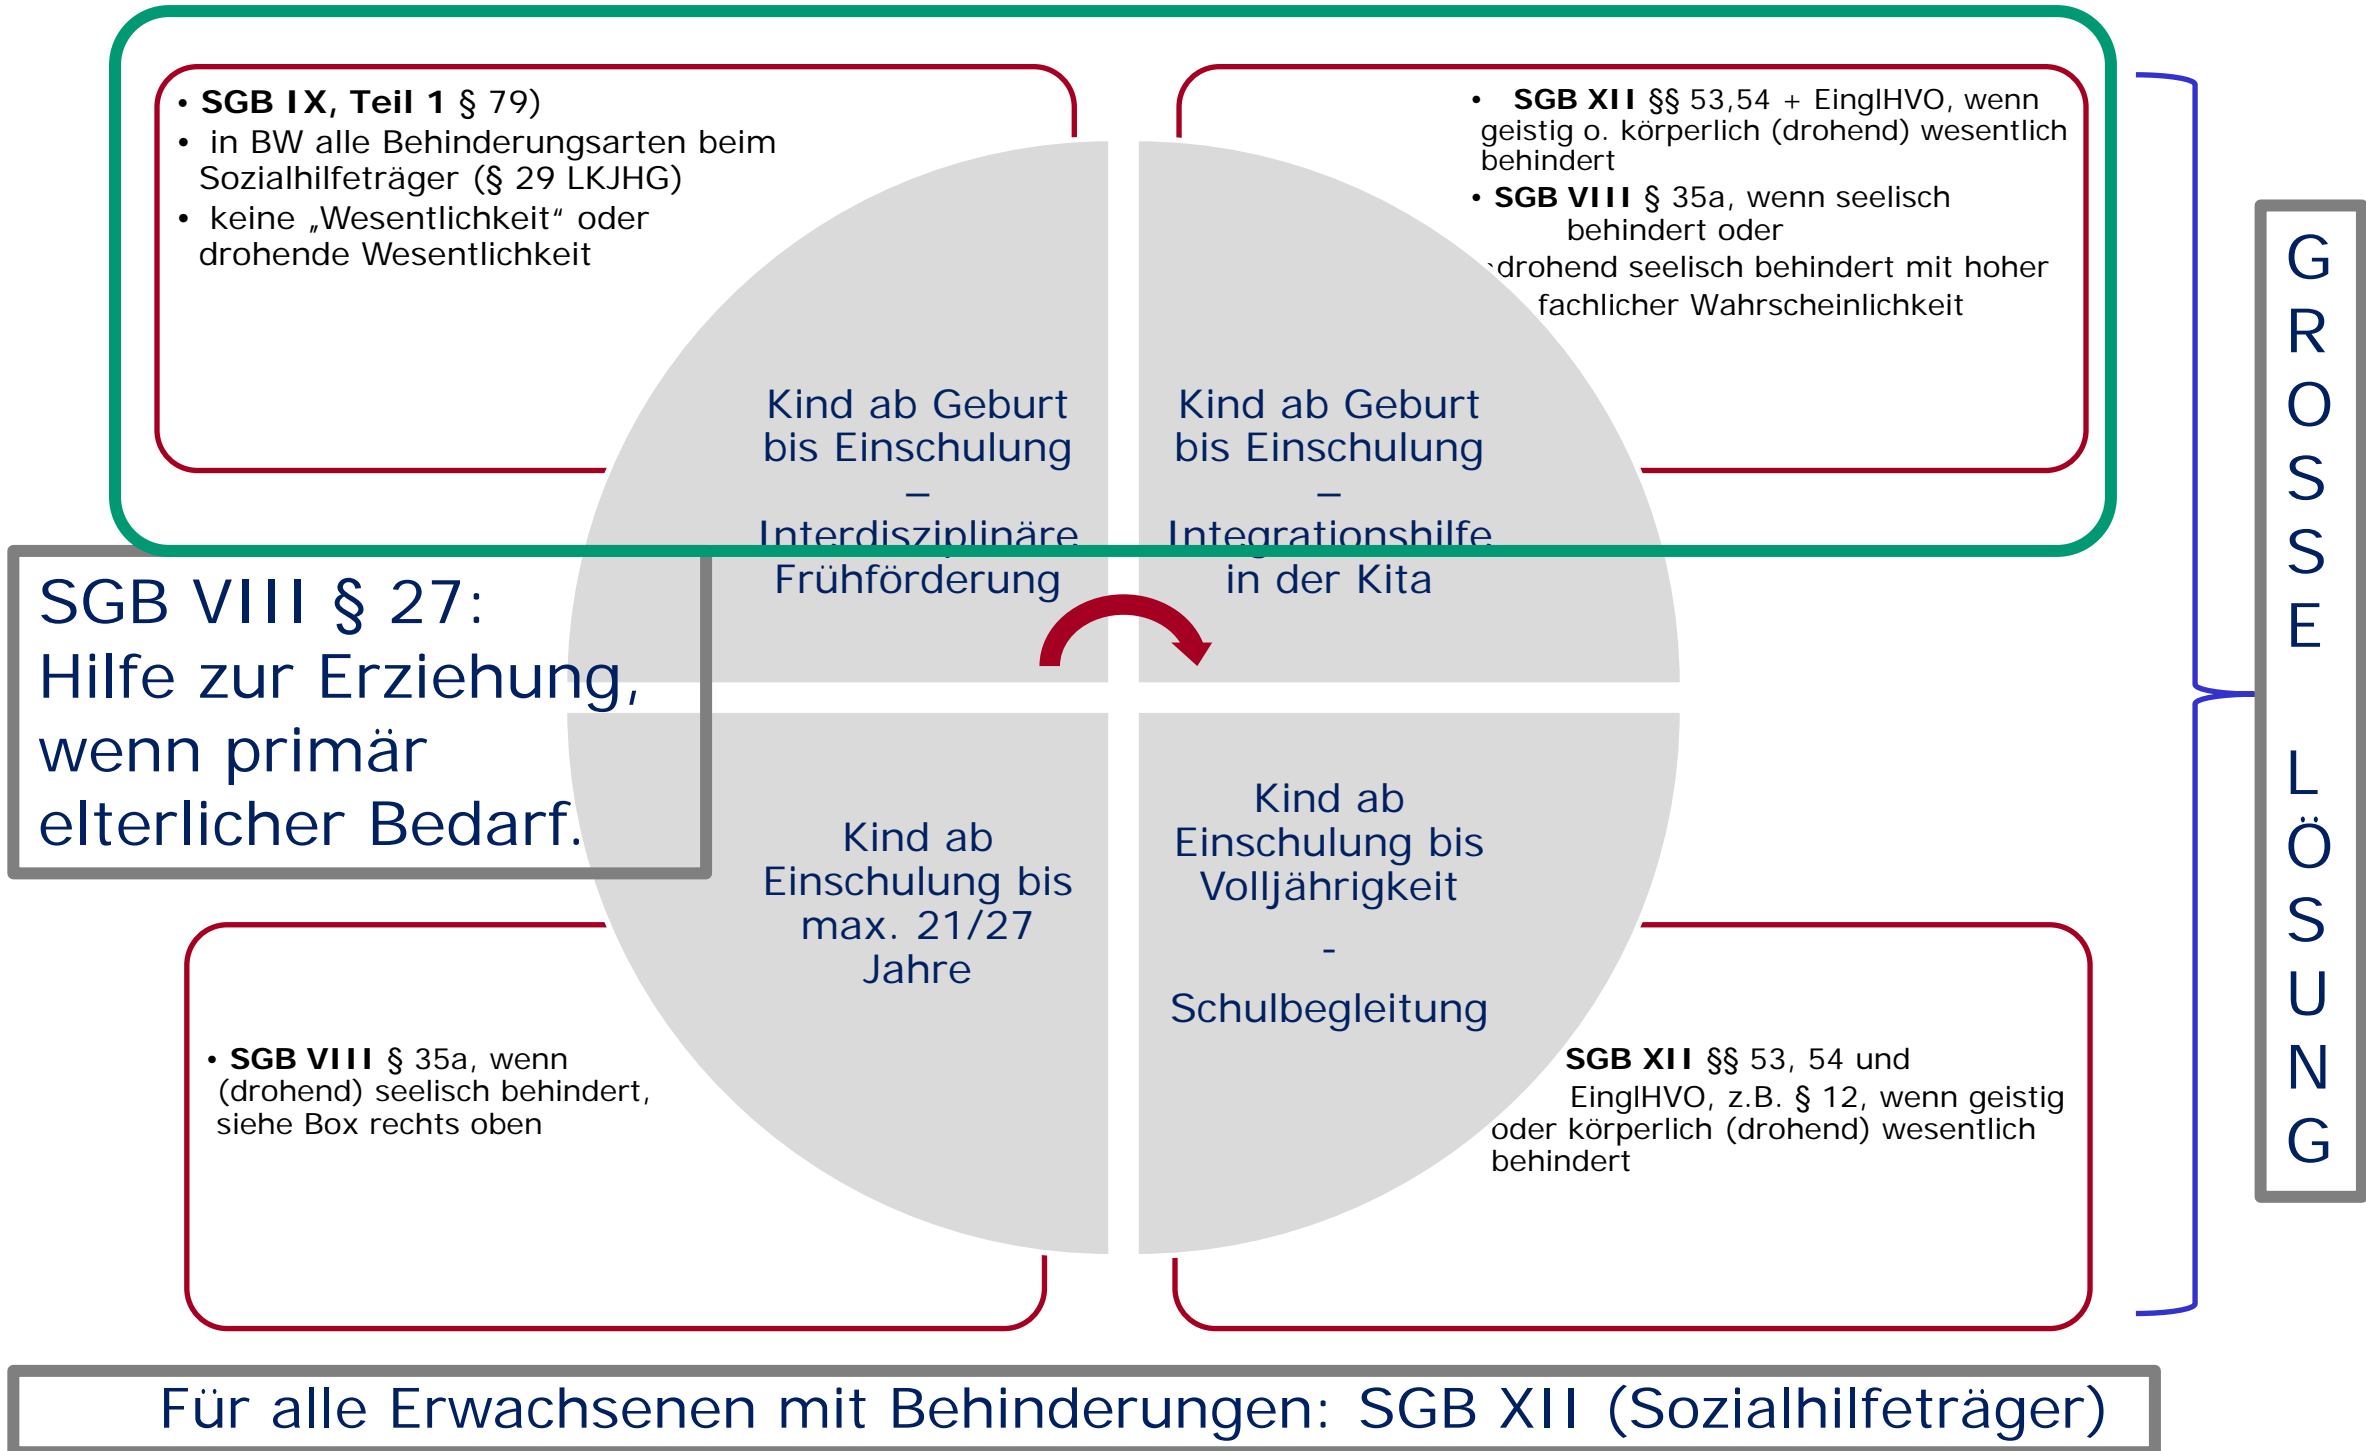 • SGB IX, Teil 1 § 79)
• in BW alle Behinderungsarten beim
Sozialhilfeträger (§ 29 LKJHG)
• keine „Wesentlichkeit“ oder
drohende Wesentlichkeit
• SGB XII §§ 53,54 + EinglHVO, wenn
geistig o. körperlich (drohend) wesentlich
behindert
• SGB VIII § 35a, wenn seelisch
behindert oder
drohend seelisch behindert mit hoher
fachlicher Wahrscheinlichkeit
Kind ab Geburt
bis Einschulung
–
Interdisziplinäre
Frühförderung
Kind ab Geburt
bis Einschulung
–
Integrationshilfe
in der Kita
SGB VIII § 27:
Hilfe zur Erziehung,
wenn primär
elterlicher Bedarf.
Kind ab
Einschulung bis
max. 21/27
Jahre
Kind ab
Einschulung bis
Volljährigkeit
-
Schulbegleitung
• SGB VIII § 35a, wenn
(drohend) seelisch behindert,
siehe Box rechts oben
SGB XII §§ 53, 54 und
EinglHVO, z.B. § 12, wenn geistig
oder körperlich (drohend) wesentlich
behindert
GROSSE
LÖSUNG
Für alle Erwachsenen mit Behinderungen: SGB XII (Sozialhilfeträger)